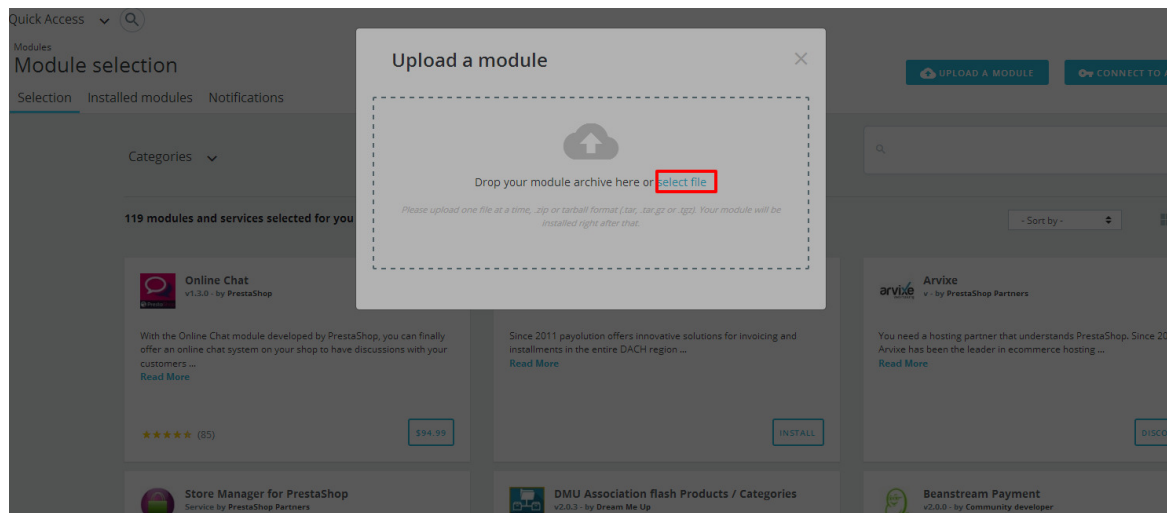 Quick Access
Modules
Module selection
Selection Installed modules Notifications
UPLOAD A MODULE
CONNECT TO
Upload a module
Drop your module archive here or select file
Please upload one file at a time, .zip or tarball format (.tar, .tar.gz or .tgz). Your module will be
installed right after that.
Categories
119 modules and services selected for you
- Sort by -
Online Chat
v1.3.0 - by PrestaShop
With the Online Chat module developed by PrestaShop, you can finally
offer an online chat system on your shop to have discussions with your
customers ...
Read More
(85)
$94.99
Since 2011 payolution offers innovative solutions for invoicing and
installments in the entire DACH region ...
Read More
INSTALL
arvixe
Arvixe
v - by PrestaShop Partners
You need a hosting partner that understands PrestaShop. Since 20
Arvixe has been the leader in ecommerce hosting ...
Read More
DISCO
Store Manager for PrestaShop
Service by PrestaShop Partners
DMU Association flash Products / Categories
v2.0.3 - by Dream Me Up
Beanstream Payment
v2.0.0 - by Community developer